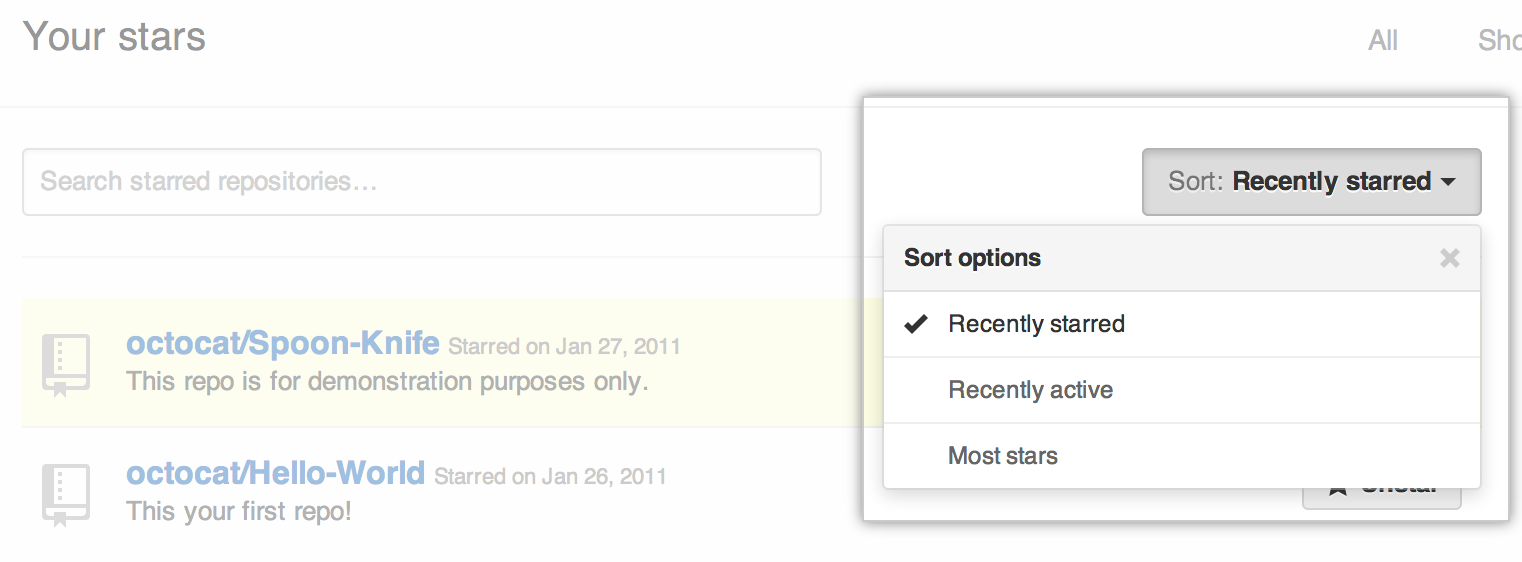 Your stars
All
Search starred repositories…
Sort: Recently starred
Sort options
Recently starred
Recently active
Most stars
octocat/Spoon-Knife Starred on Jan 27, 2011
This repo is for demonstration purposes only.
octocat/Hello-World Starred on Jan 26, 2011
This your first repo!